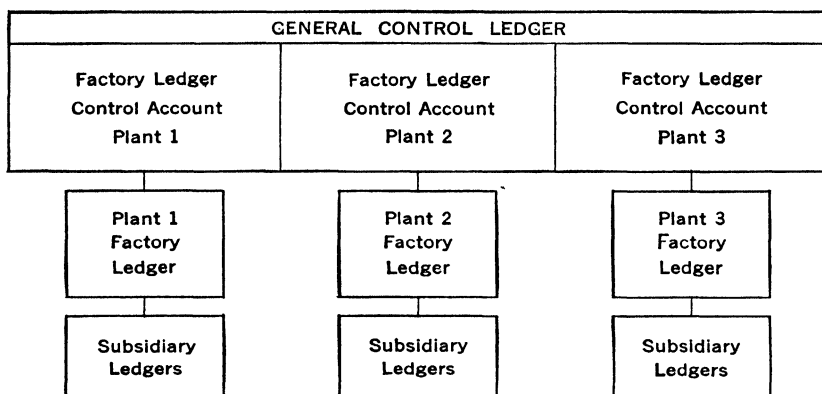 GENERAL CONTROL LEDGER
Factory Ledger
Control Account
Plant 1
Factory Ledger
Control Account
Plant 2
Factory Ledger
Control Account
Plant 3
Plant 1
Factory
Ledger
Plant 2
Factory
Ledger
Plant 3
Factory
Ledger
Subsidiary
Ledgers
Subsidiary
Ledgers
Subsidiary
Ledgers